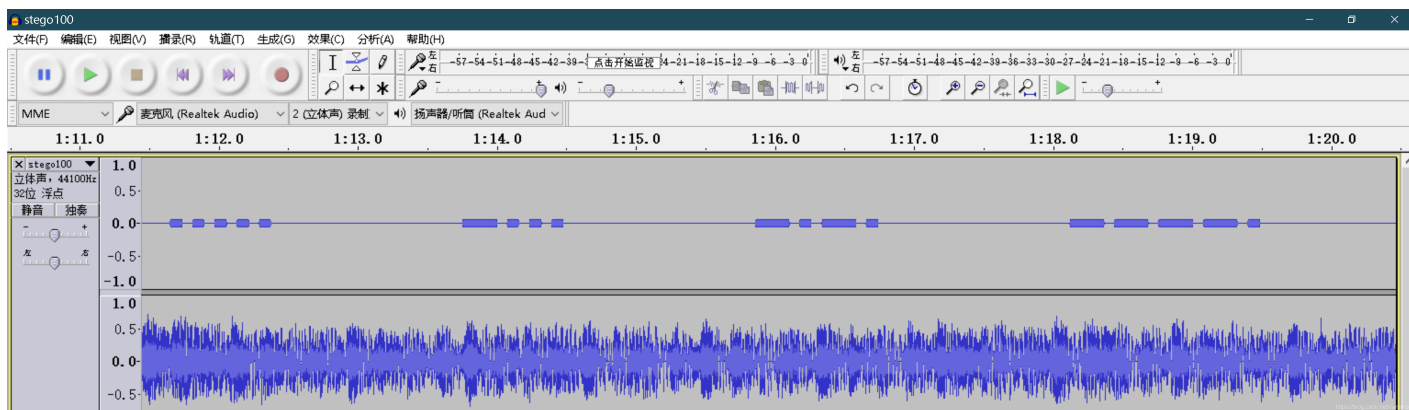 stego100
文件(F) 编辑(E) 视图(V) 播录(R) 轨道(T) 生成(G) 效果(C) 分析(A) 帮助(H)
左 右 -57-54-51-48-45-42-39- 点击开始监视 -24-21-18-15-12 -9 -6 -3 0 左 右 -57-54-51-48-45-42-39-36-33-30-27-24-21-18-15-12 -9 -6 -3 0
MME 麦克风 (Realtek Audio) 2 (立体声) 录制 扬声器/听筒 (Realtek Aud
1:11.0 1:12.0 1:13.0 1:14.0 1:15.0 1:16.0 1:17.0 1:18.0 1:19.0 1:20.0
stego100 1.0
立体声, 44100Hz
32位 浮点 0.5
静音 独奏
- + 0.0
左 右 -0.5
-1.0
1.0
0.5
0.0
-0.5